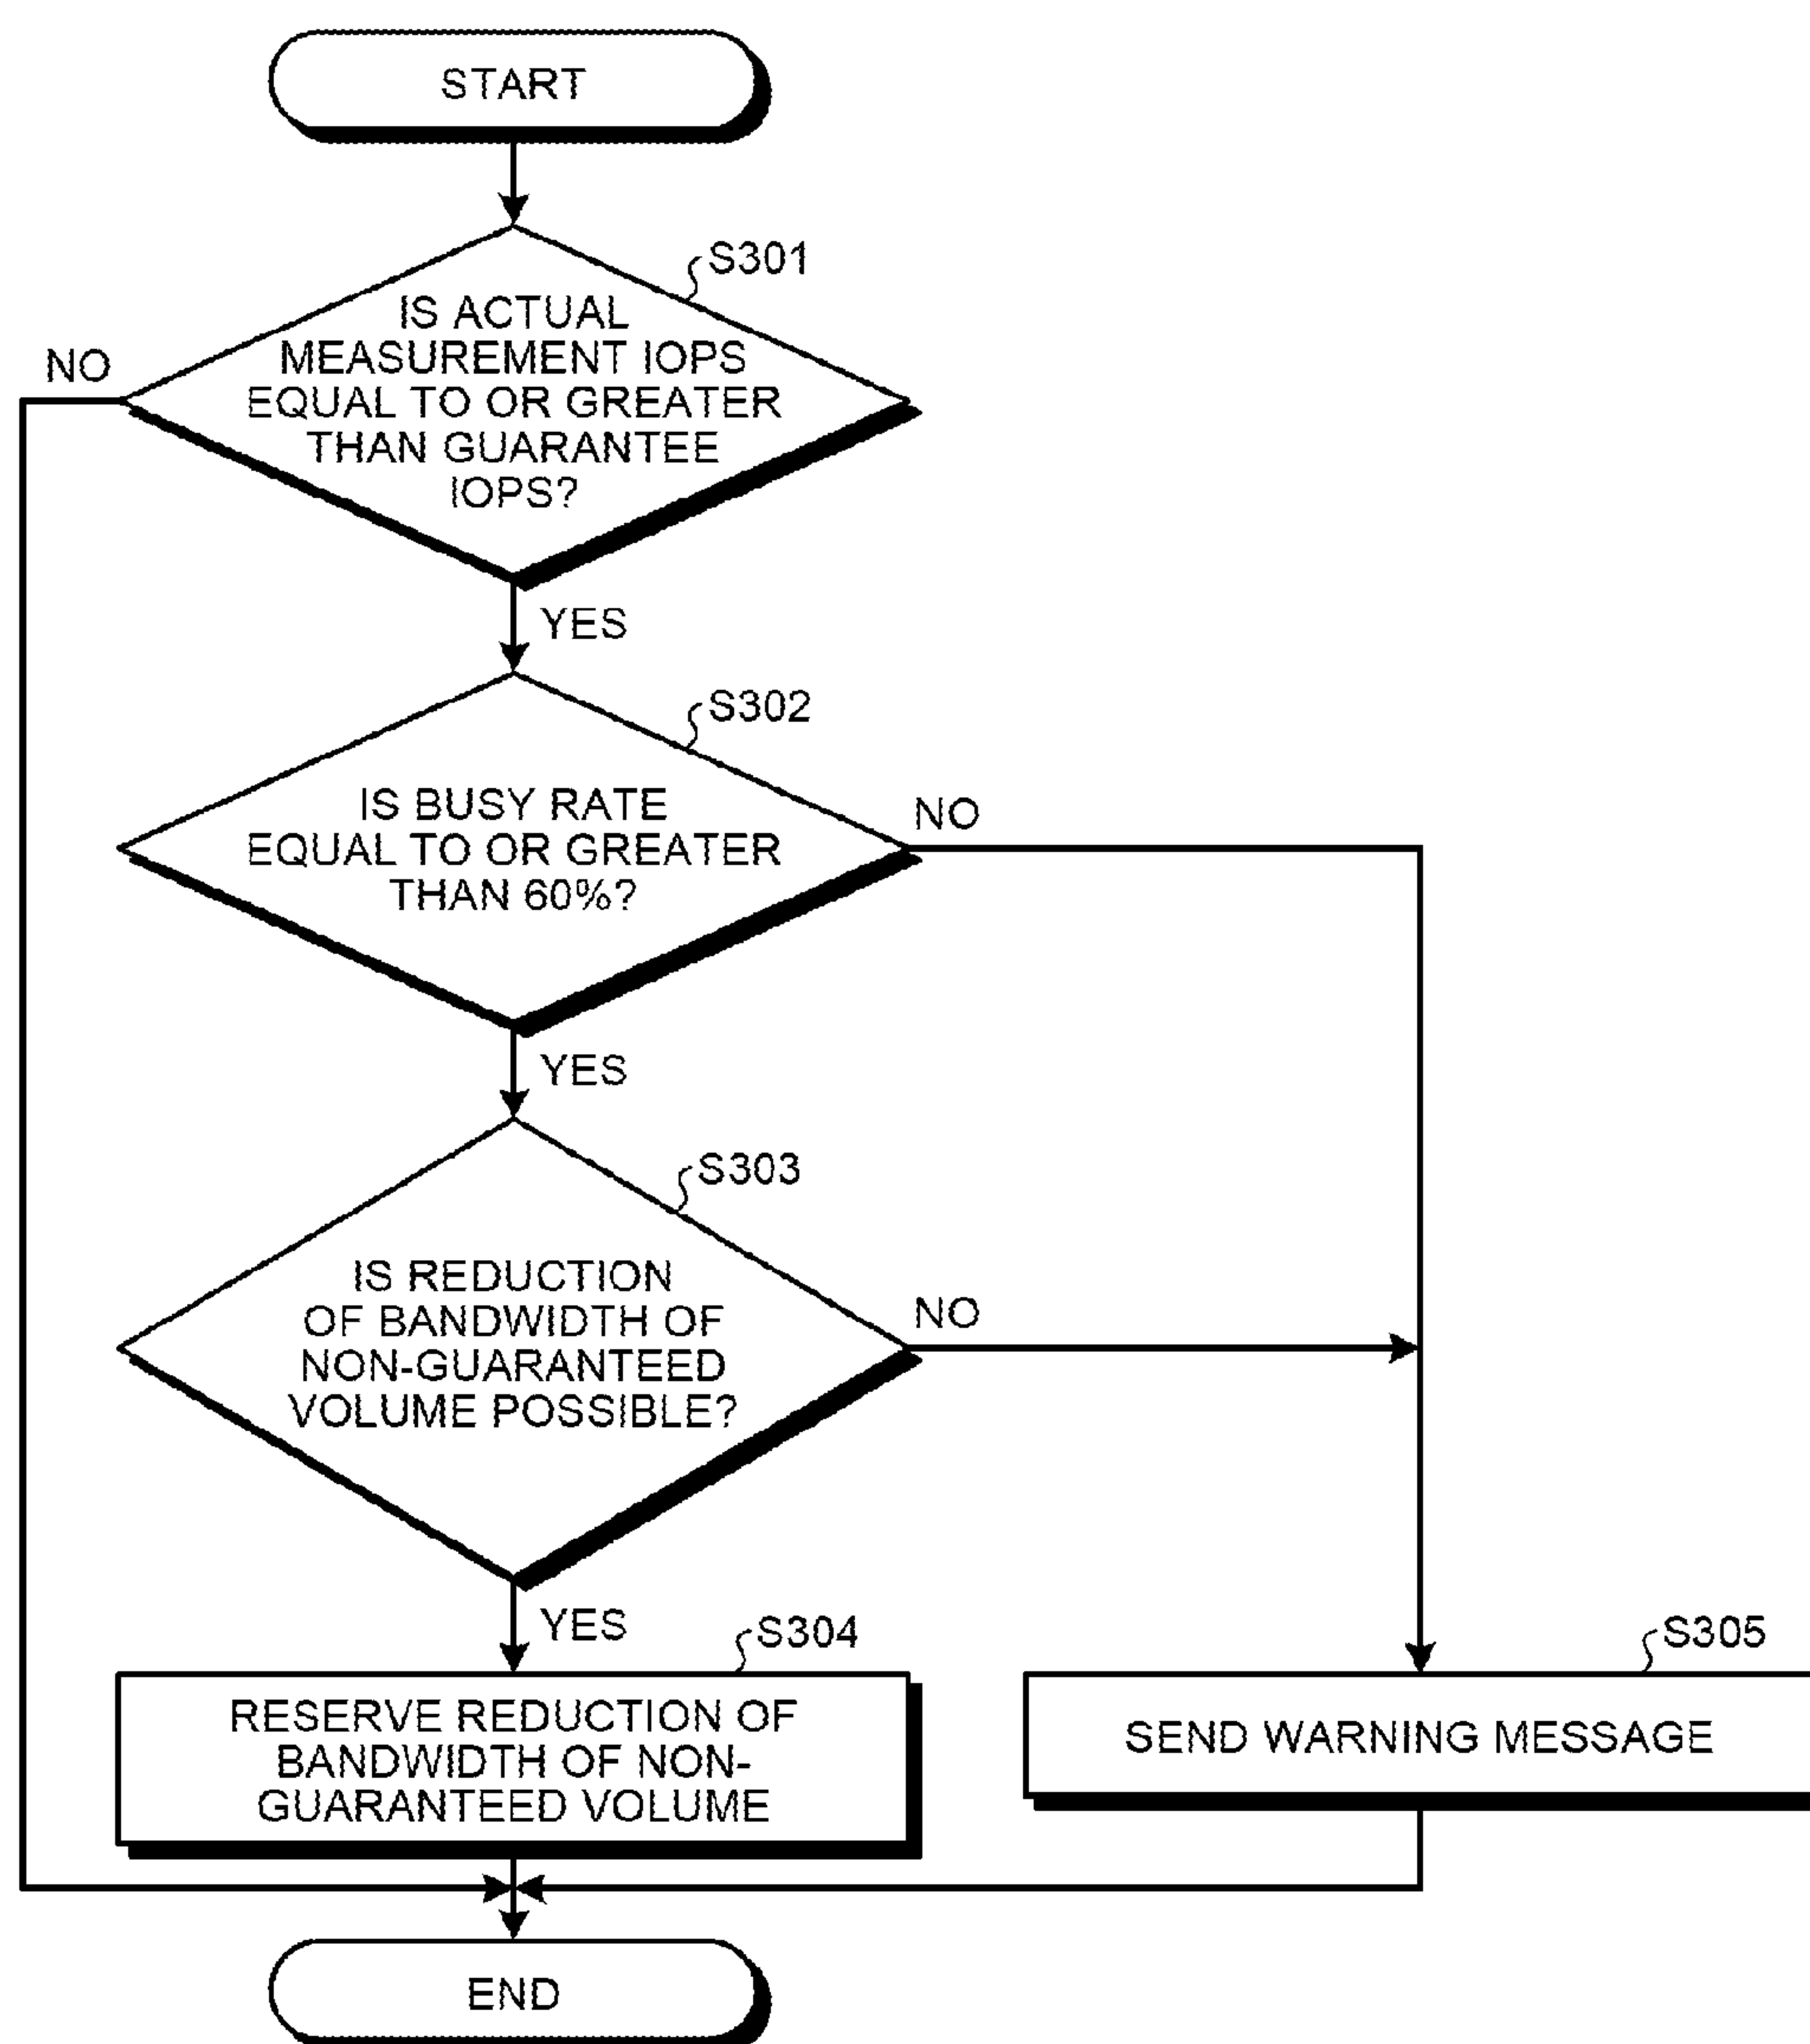 START
S301
IS ACTUAL
MEASUREMENT IOPS
EQUAL TO OR GREATER
THAN GUARANTEE
IOPS?
NO
YES
S302
IS BUSY RATE
EQUAL TO OR GREATER
THAN 60%?
NO
YES
S303
IS REDUCTION
OF BANDWIDTH OF
NON-GUARANTEED
VOLUME POSSIBLE?
NO
YES
S304
RESERVE REDUCTION OF
BANDWIDTH OF NON-
GUARANTEED VOLUME
S305
SEND WARNING MESSAGE
END